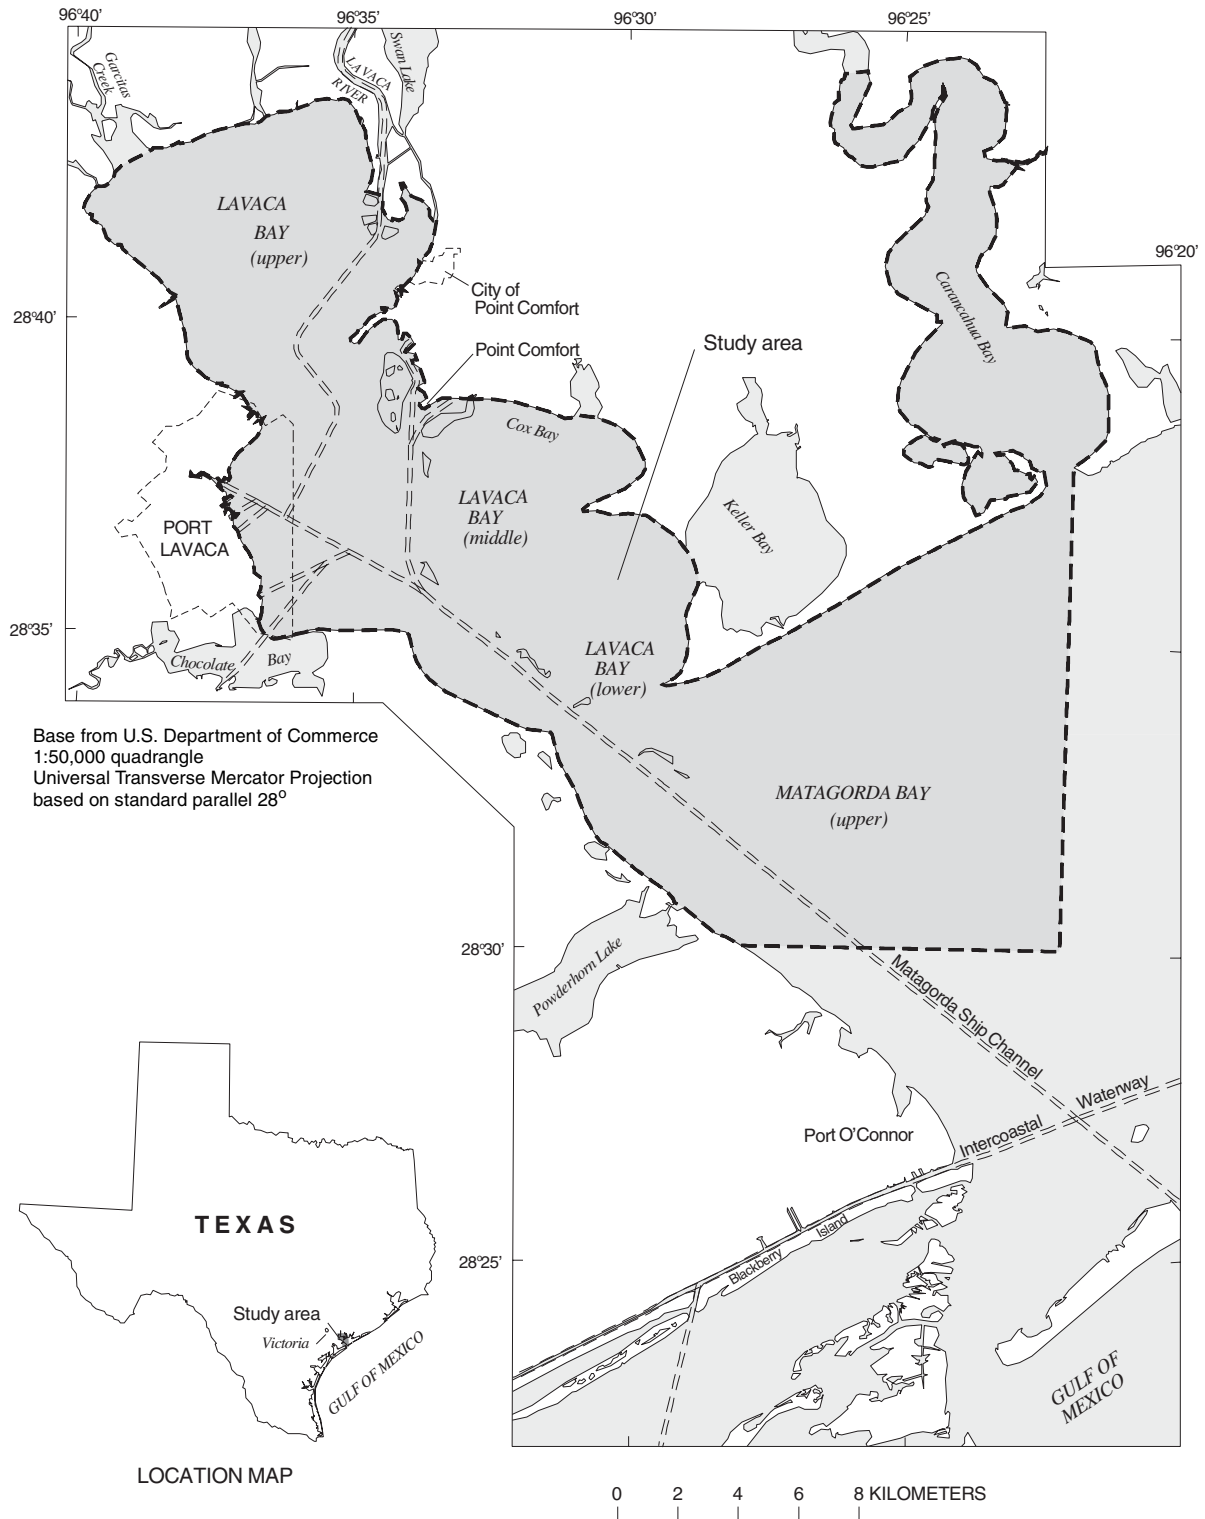 96°40'
96°35'
96°30'
96°25'
Garcitas
Creek
LAVACA
RIVER
Swan Lake
LAVACA
BAY
(upper)
96°20'
City of
Point Comfort
28°40'
Carancahua Bay
Point Comfort
Study area
Cox Bay
LAVACA
BAY
(middle)
Keller Bay
PORT
LAVACA
28°35'
Chocolate Bay
LAVACA
BAY
(lower)
Base from U.S. Department of Commerce
1:50,000 quadrangle
Universal Transverse Mercator Projection
based on standard parallel 28°
MATAGORDA BAY
(upper)
28°30'
Powderhorn Lake
Matagorda Ship Channel
Intercoastal Waterway
Port O'Connor
Blackberry Island
28°25'
GULF OF
MEXICO
TEXAS
Study area
Victoria
GULF OF MEXICO
LOCATION MAP
0 2 4 6 8 KILOMETERS